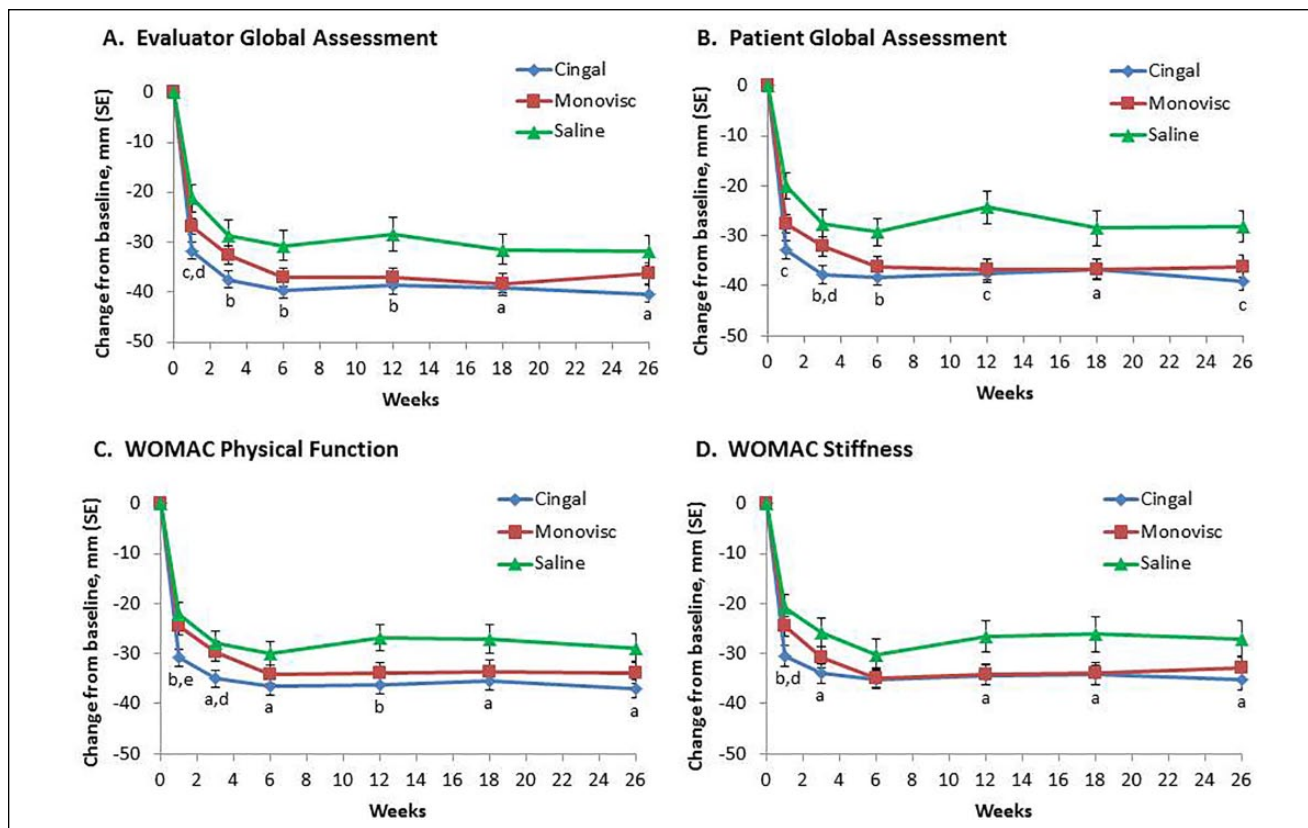 A. Evaluator Global Assessment
Cingal
Monovisc
Saline
Change from baseline, mm (SE)
0
-10
-20
-30
-40
-50
c,d
b
b
b
a
a
0 2 4 6 8 10 12 14 16 18 20 22 24 26
Weeks
B. Patient Global Assessment
Cingal
Monovisc
Saline
Change from baseline, mm (SE)
0
-10
-20
-30
-40
-50
c
b,d
b
c
a
c
0 2 4 6 8 10 12 14 16 18 20 22 24 26
Weeks
C. WOMAC Physical Function
Cingal
Monovisc
Saline
Change from baseline, mm (SE)
0
-10
-20
-30
-40
-50
b,e
a,d
a
b
a
a
0 2 4 6 8 10 12 14 16 18 20 22 24 26
Weeks
D. WOMAC Stiffness
Cingal
Monovisc
Saline
Change from baseline, mm (SE)
0
-10
-20
-30
-40
-50
b,d
a
a
a
a
0 2 4 6 8 10 12 14 16 18 20 22 24 26
Weeks